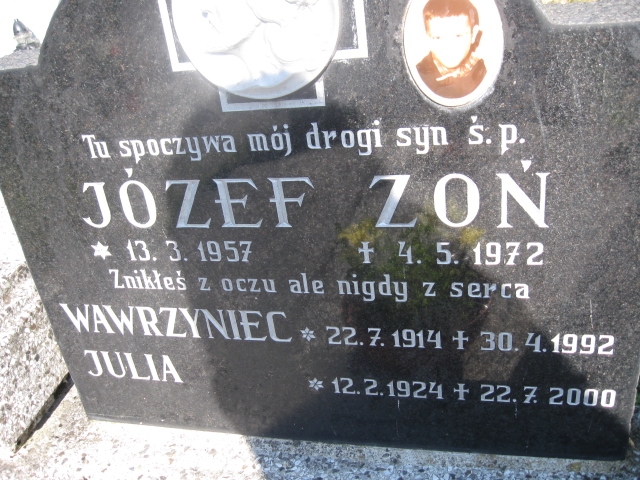 Tu spoczywa mój drogi syn ś.p.
JÓZEF ZOŃ
* 13. 3. 1957 ✝ 4. 5. 1972
Znikłeś z oczu ale nigdy z serca
WAWRZYNIEC * 22. 7. 1914 ✝ 30. 4. 1992
JULIA * 12. 2. 1924 ✝ 22. 7. 2000